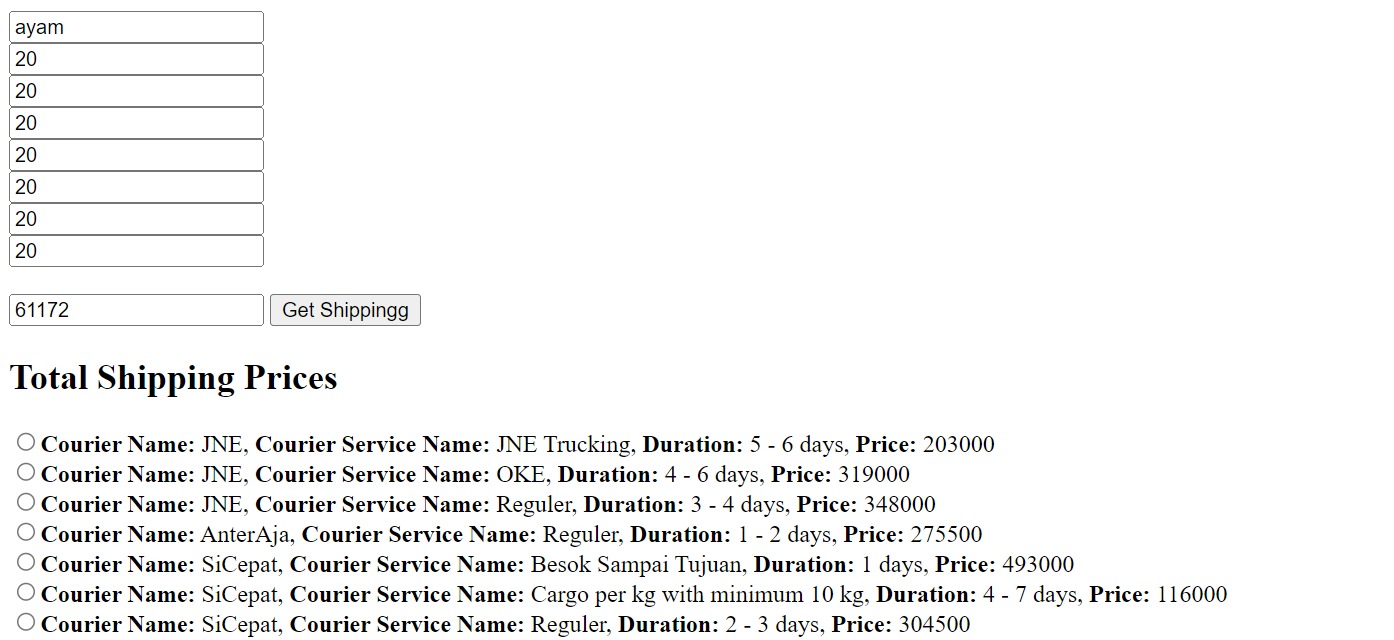 ayam
20
20
20
20
20
20
20
61172 Get Shippingg
Total Shipping Prices
Courier Name: JNE, Courier Service Name: JNE Trucking, Duration: 5 - 6 days, Price: 203000
Courier Name: JNE, Courier Service Name: OKE, Duration: 4 - 6 days, Price: 319000
Courier Name: JNE, Courier Service Name: Reguler, Duration: 3 - 4 days, Price: 348000
Courier Name: AnterAja, Courier Service Name: Reguler, Duration: 1 - 2 days, Price: 275500
Courier Name: SiCepat, Courier Service Name: Besok Sampai Tujuan, Duration: 1 days, Price: 493000
Courier Name: SiCepat, Courier Service Name: Cargo per kg with minimum 10 kg, Duration: 4 - 7 days, Price: 116000
Courier Name: SiCepat, Courier Service Name: Reguler, Duration: 2 - 3 days, Price: 304500